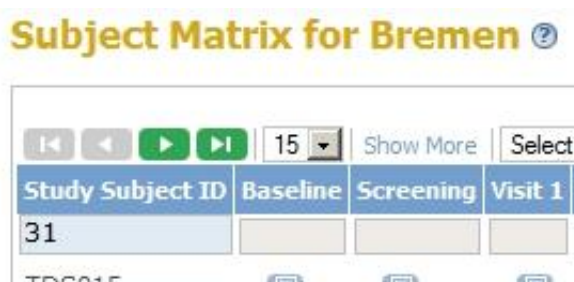 Subject Matrix for Bremen ?
15 Show More Select
Study Subject ID Baseline Screening Visit 1
31